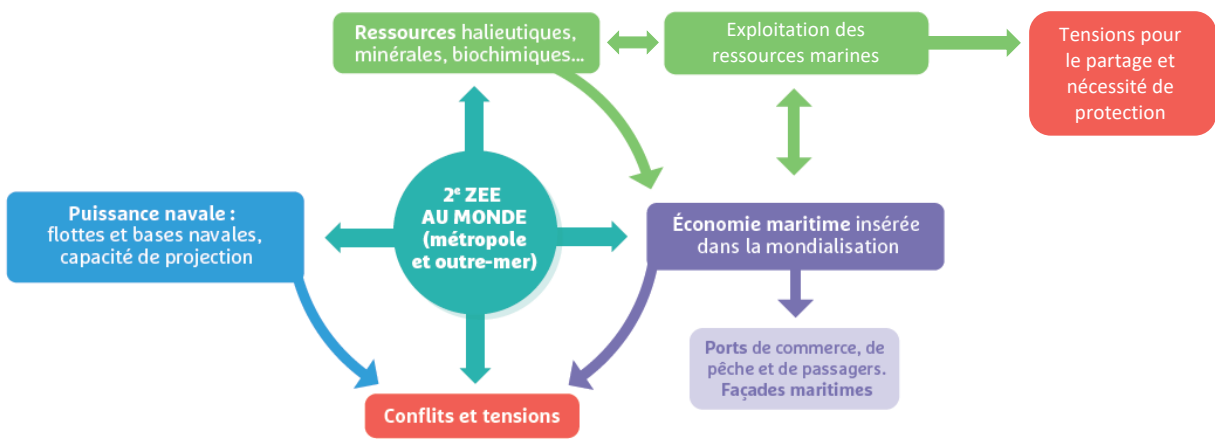 Ressources halieutiques,
minérales, biochimiques...
Exploitation des
ressources marines
Tensions pour
le partage et
nécessité de
protection
Puissance navale :
flottes et bases navales,
capacité de projection
2e ZEE
AU MONDE
(métropole
et outre-mer)
Économie maritime insérée
dans la mondialisation
Ports de commerce, de
pêche et de passagers.
Façades maritimes
Conflits et tensions